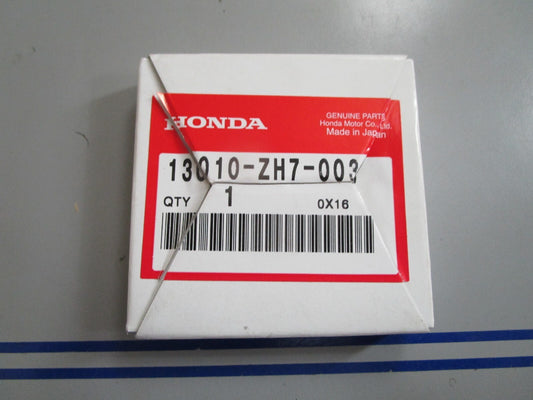 HONDA
GENUINE PARTS
Honda Motor Co., Ltd.
Made in Japan
13010-ZH7-003
QTY 1 0X16